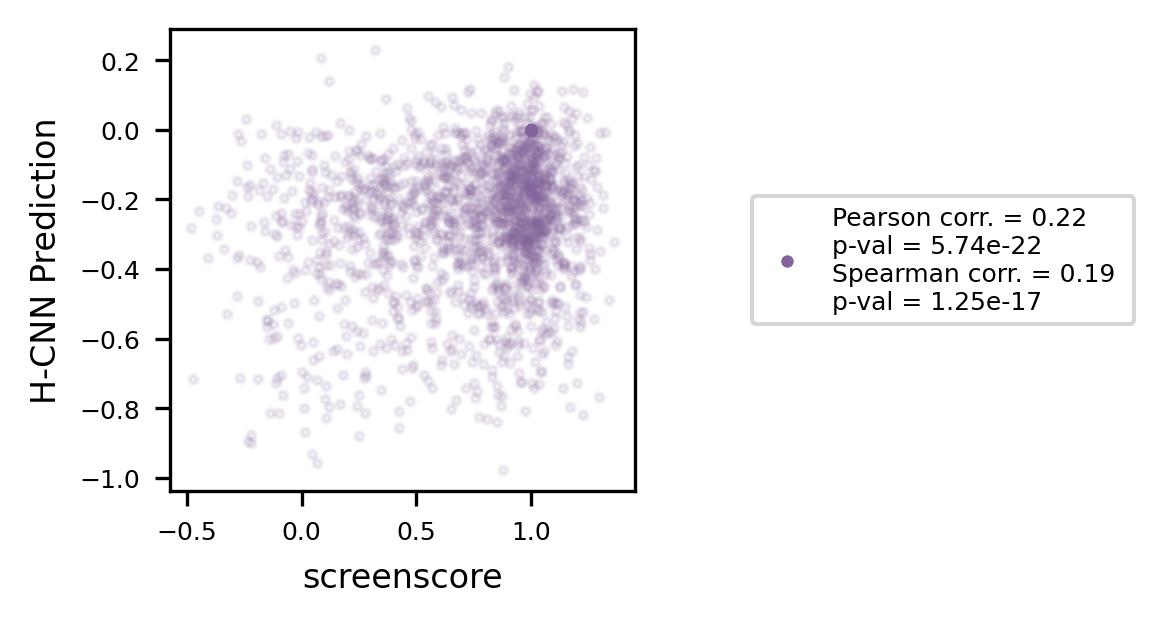 0.2
0.0
−0.2
−0.4
−0.6
−0.8
−1.0
H-CNN Prediction
−0.5
0.0
0.5
1.0
screenscore
Pearson corr. = 0.22
p-val = 5.74e-22
Spearman corr. = 0.19
p-val = 1.25e-17